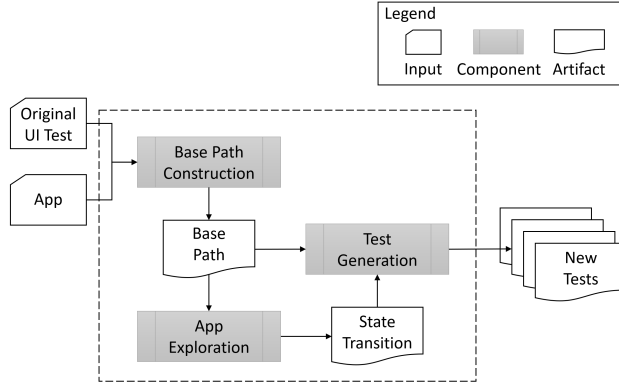 Legend
Input
Component
Artifact
Original
UI Test
App
Base Path
Construction
Base
Path
Test
Generation
New
Tests
App
Exploration
State
Transition